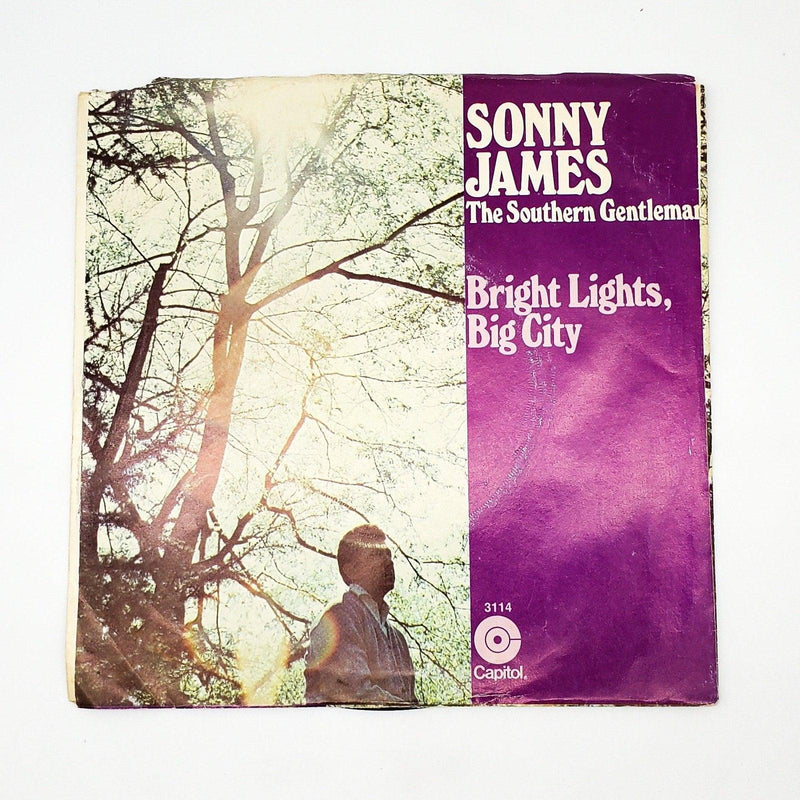 SONNY
JAMES
The Southern Gentleman
Bright Lights,
Big City
3114
Capitol®